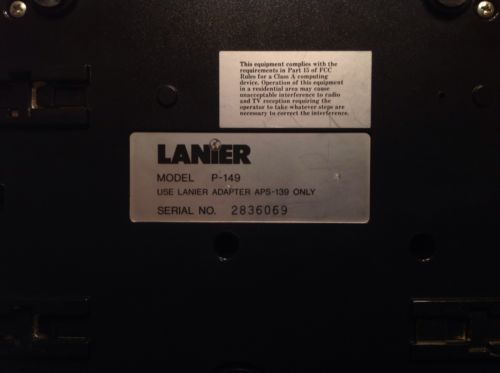 This equipment complies with the
requirements in Part 15 of FCC
Rules for a Class A computing
device. Operation of this equipment
in a residential area may cause
unacceptable interference to radio
and TV reception requiring the
operator to take whatever steps are
necessary to correct the interference.
LANiER
MODEL P-149
USE LANIER ADAPTER APS-139 ONLY
SERIAL NO. 2836069